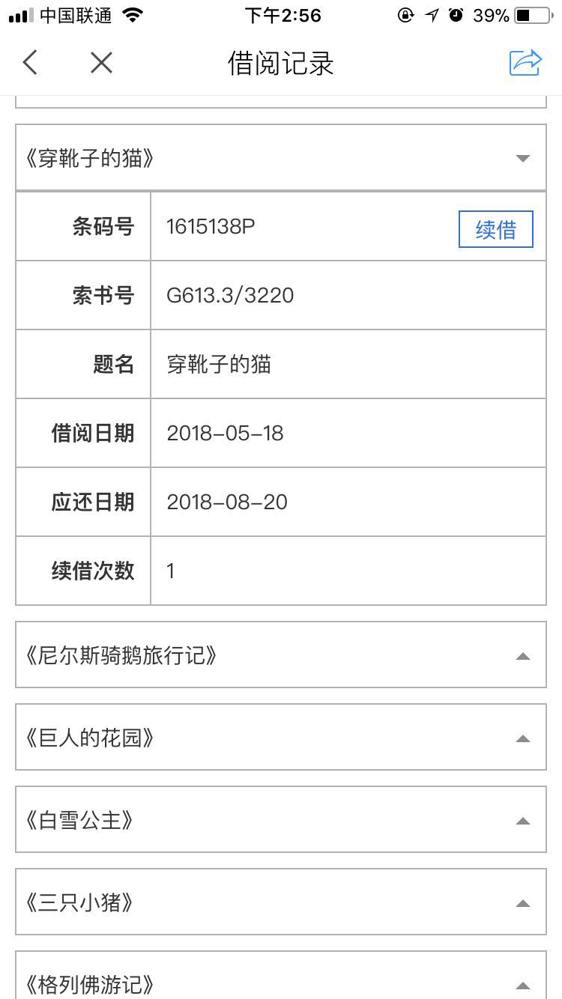 中国联通 下午2:56 39%
借阅记录
《穿靴子的猫》
条码号 1615138P 续借
索书号 G613.3/3220
题名 穿靴子的猫
借阅日期 2018-05-18
应还日期 2018-08-20
续借次数 1
《尼尔斯骑鹅旅行记》
《巨人的花园》
《白雪公主》
《三只小猪》
《格列佛游记》